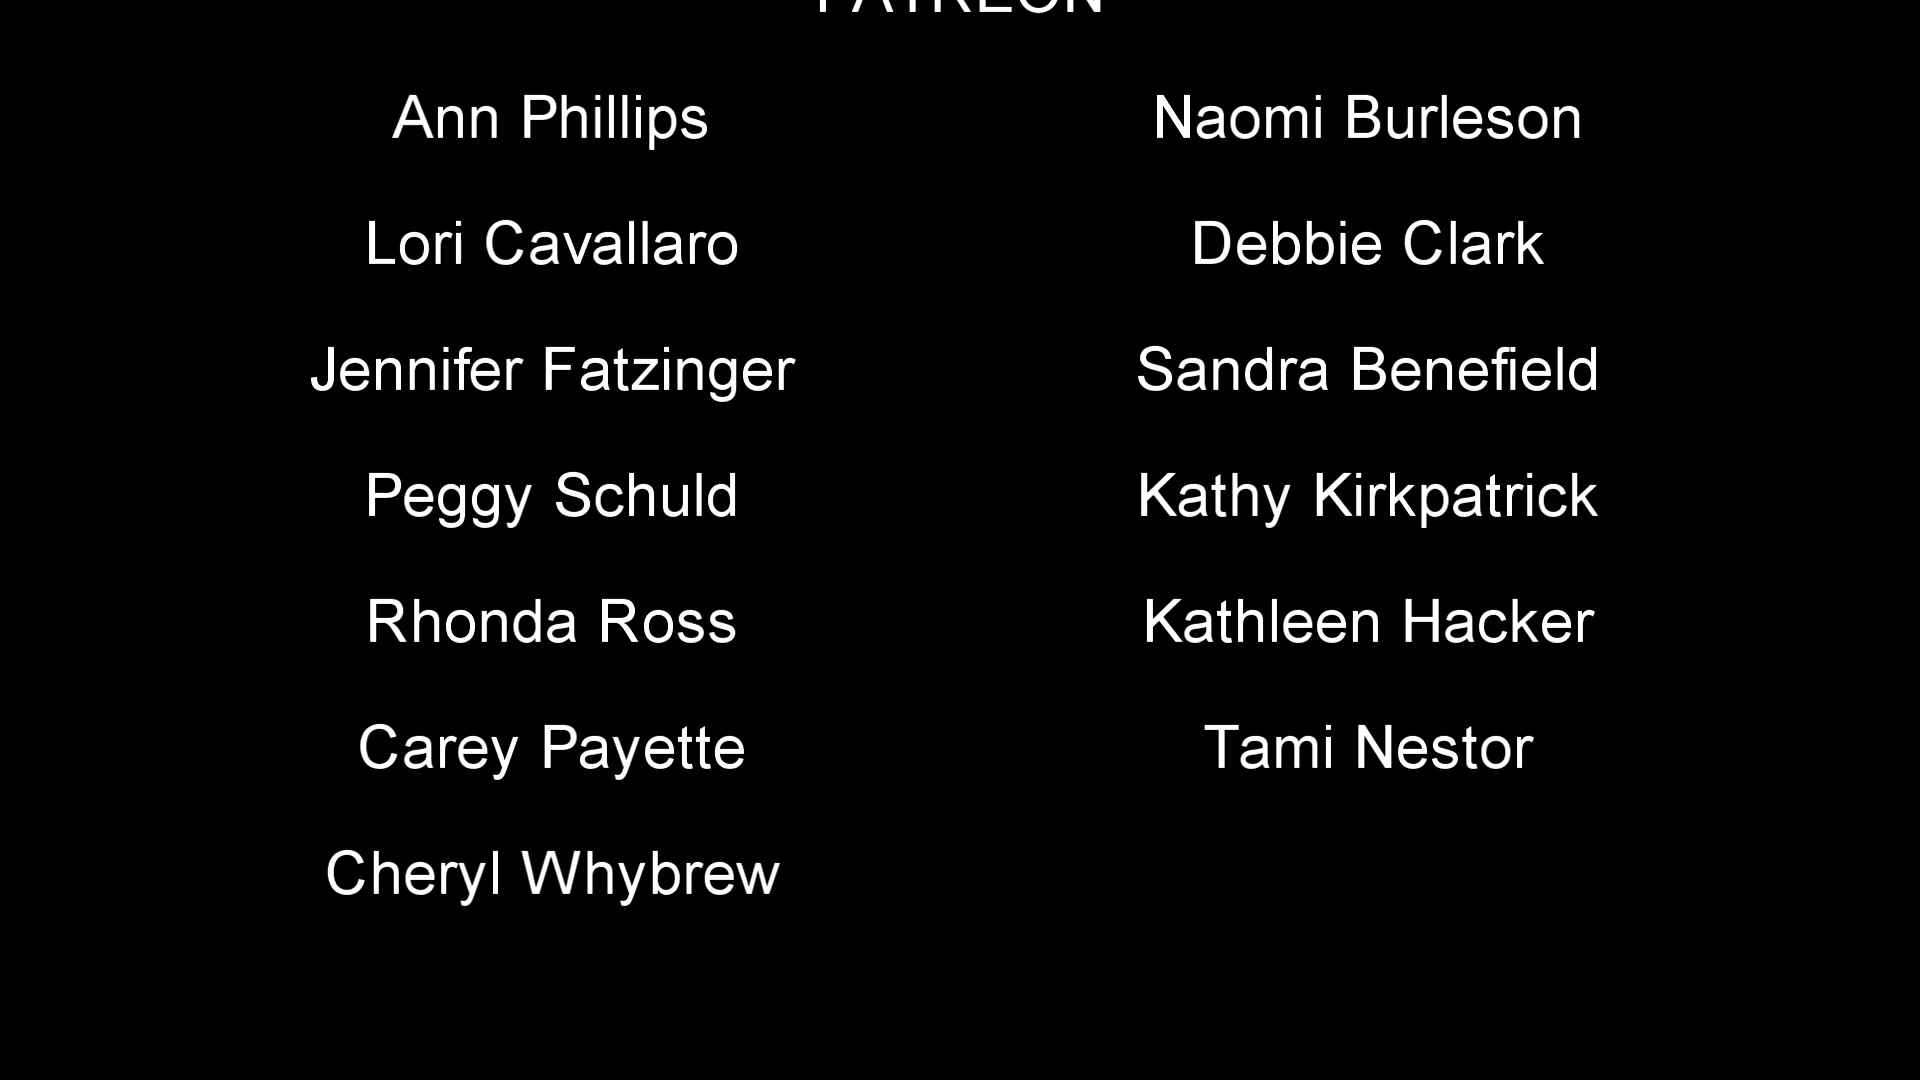 PATREON
Ann Phillips
Naomi Burleson
Lori Cavallaro
Debbie Clark
Jennifer Fatzinger
Sandra Benefield
Peggy Schuld
Kathy Kirkpatrick
Rhonda Ross
Kathleen Hacker
Carey Payette
Tami Nestor
Cheryl Whybrew